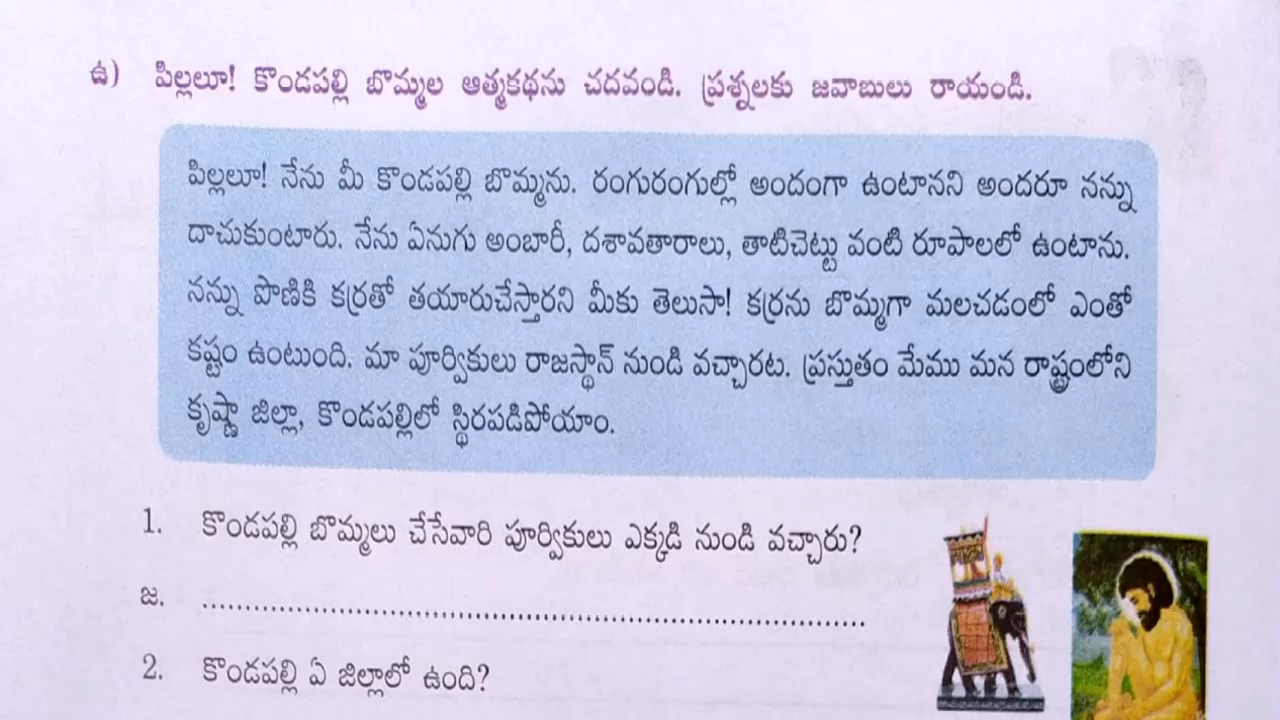 ఉ) పిల్లలూ! కొండపల్లి బొమ్మల ఆత్మకథను చదవండి. ప్రశ్నలకు జవాబులు రాయండి.
పిల్లలూ! నేను మీ కొండపల్లి బొమ్మను. రంగురంగుల్లో అందంగా ఉంటానని అందరూ నన్ను
దాచుకుంటారు. నేను ఏనుగు అంబారీ, దశావతారాలు, తాటిచెట్టు వంటి రూపాలలో ఉంటాను.
నన్ను పొణికి కర్రతో తయారుచేస్తారని మీకు తెలుసా! కర్రను బొమ్మగా మలచడంలో ఎంతో
కష్టం ఉంటుంది. మా పూర్వికులు రాజస్థాన్ నుండి వచ్చారట. ప్రస్తుతం మేము మన రాష్ట్రంలోని
కృష్ణా జిల్లా, కొండపల్లిలో స్థిరపడిపోయాం.
1. కొండపల్లి బొమ్మలు చేసేవారి పూర్వికులు ఎక్కడి నుండి వచ్చారు?
జ. ......................................................................................
2. కొండపల్లి ఏ జిల్లాలో ఉంది?